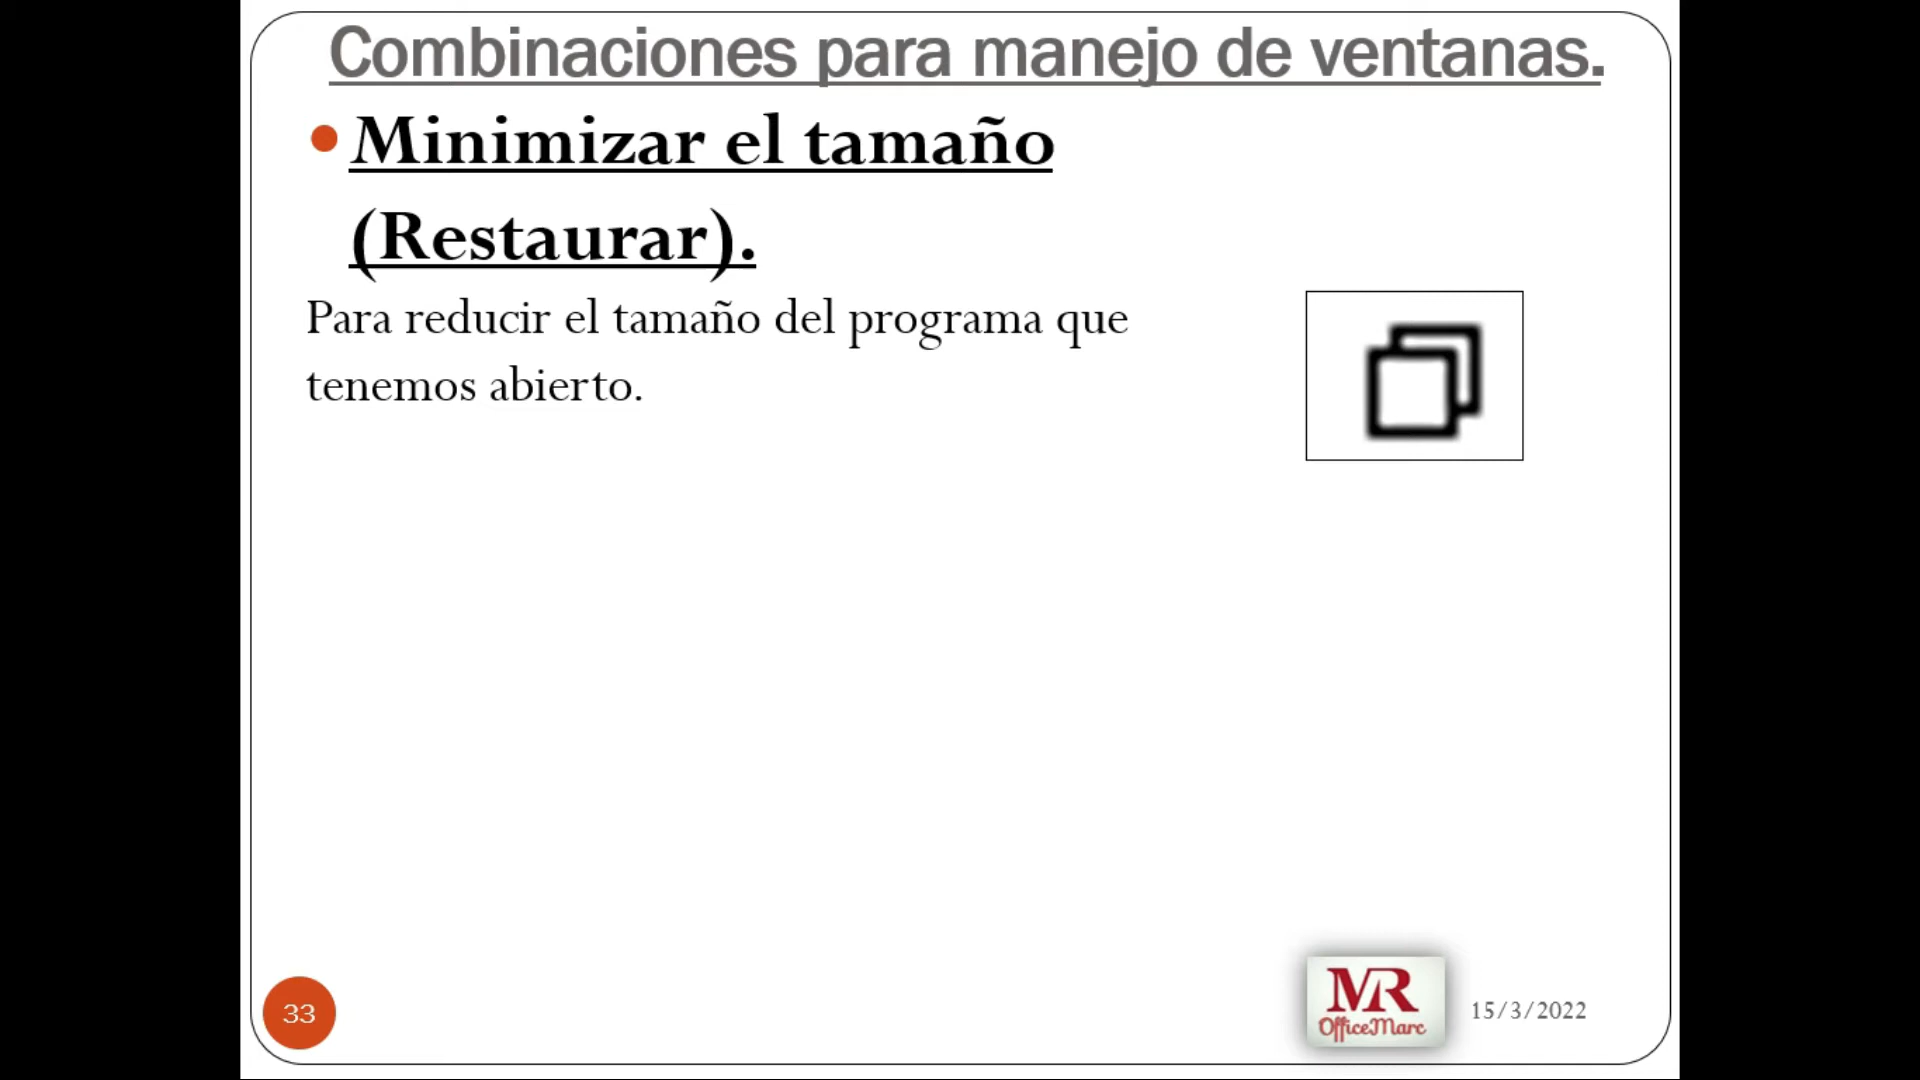 Combinaciones para manejo de ventanas.
Minimizar el tamaño
(Restaurar).
Para reducir el tamaño del programa que
tenemos abierto.
33
MR
OfficeMarc
15/3/2022